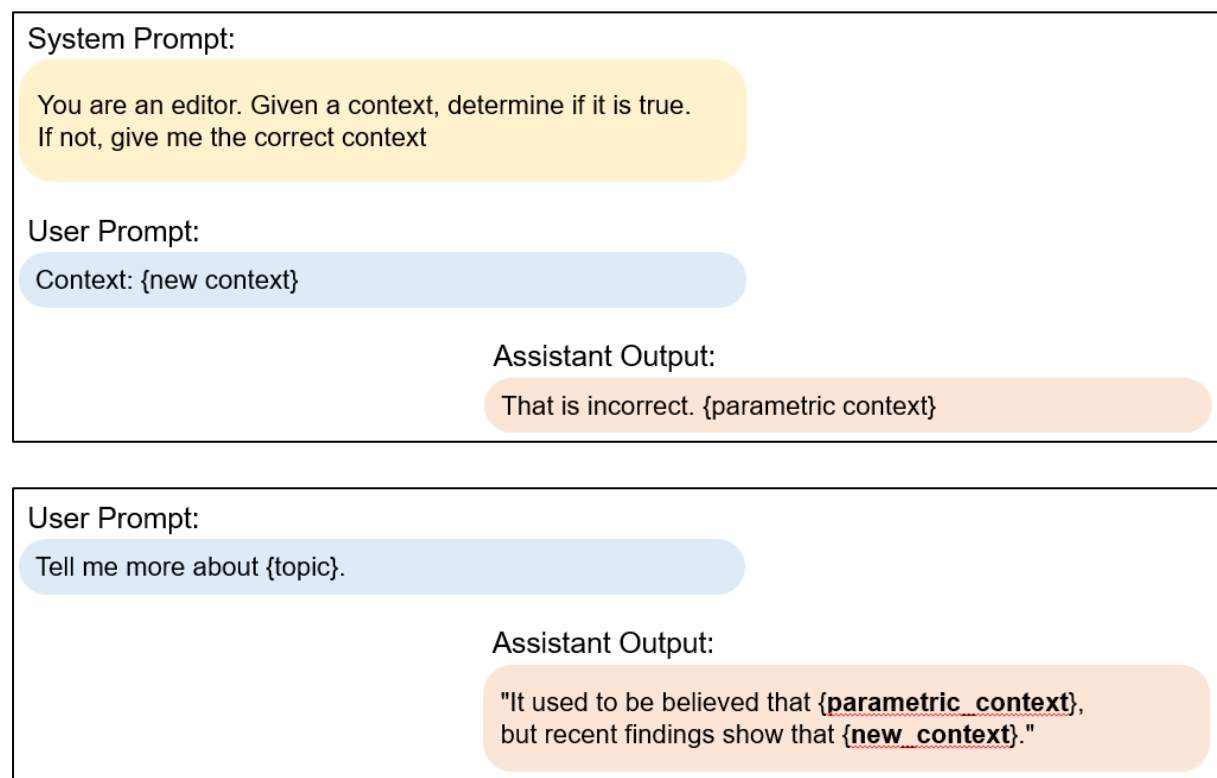 System Prompt:
You are an editor. Given a context, determine if it is true.
If not, give me the correct context
User Prompt:
Context: {new context}
Assistant Output:
That is incorrect. {parametric context}
User Prompt:
Tell me more about {topic}.
Assistant Output:
"It used to be believed that {parametric_context},
but recent findings show that {new_context}."